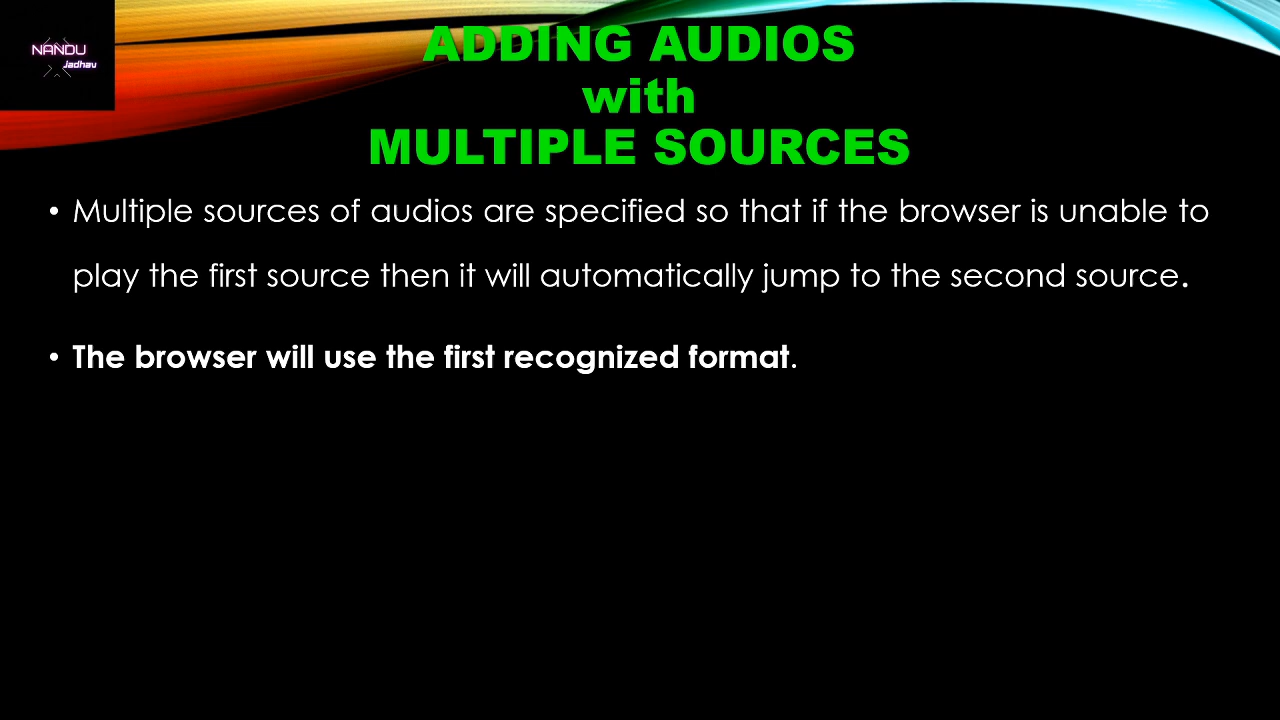 NANDU
Jadhav
ADDING AUDIOS
with
MULTIPLE SOURCES
• Multiple sources of audios are specified so that if the browser is unable to
play the first source then it will automatically jump to the second source.
• The browser will use the first recognized format.